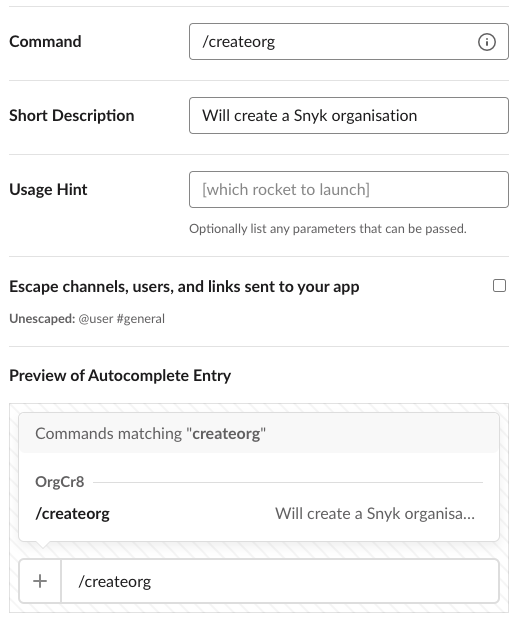 Command
/createorg
Short Description
Will create a Snyk organisation
Usage Hint
[which rocket to launch]
Optionally list any parameters that can be passed.
Escape channels, users, and links sent to your app
Unescaped: @user #general
Preview of Autocomplete Entry
Commands matching "createorg"
OrgCr8
/createorg
Will create a Snyk organisa...
+
/createorg